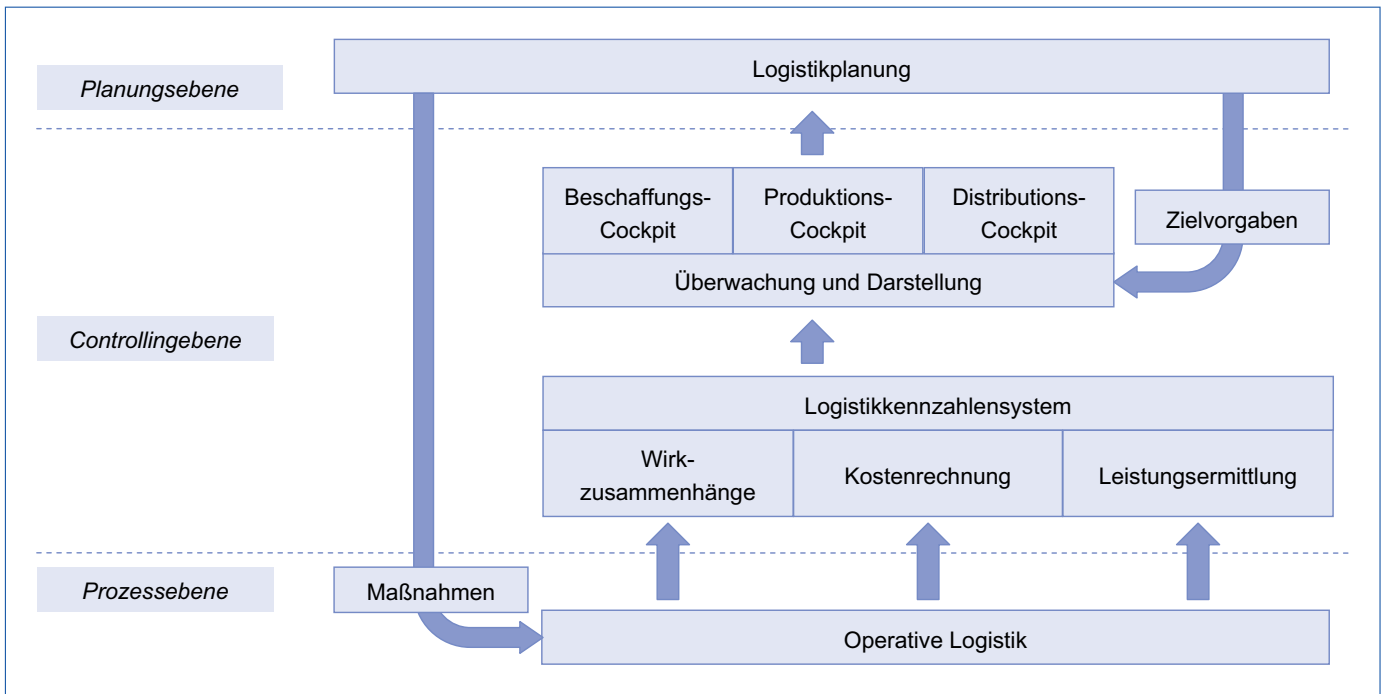 Logistikplanung
Planungsebene
Beschaffungs-
Cockpit
Produktions-
Cockpit
Distributions-
Cockpit
Zielvorgaben
Überwachung und Darstellung
Controllingebene
Logistikkennzahlensystem
Wirk-
zusammenhänge
Kostenrechnung
Leistungsermittlung
Prozessebene
Maßnahmen
Operative Logistik